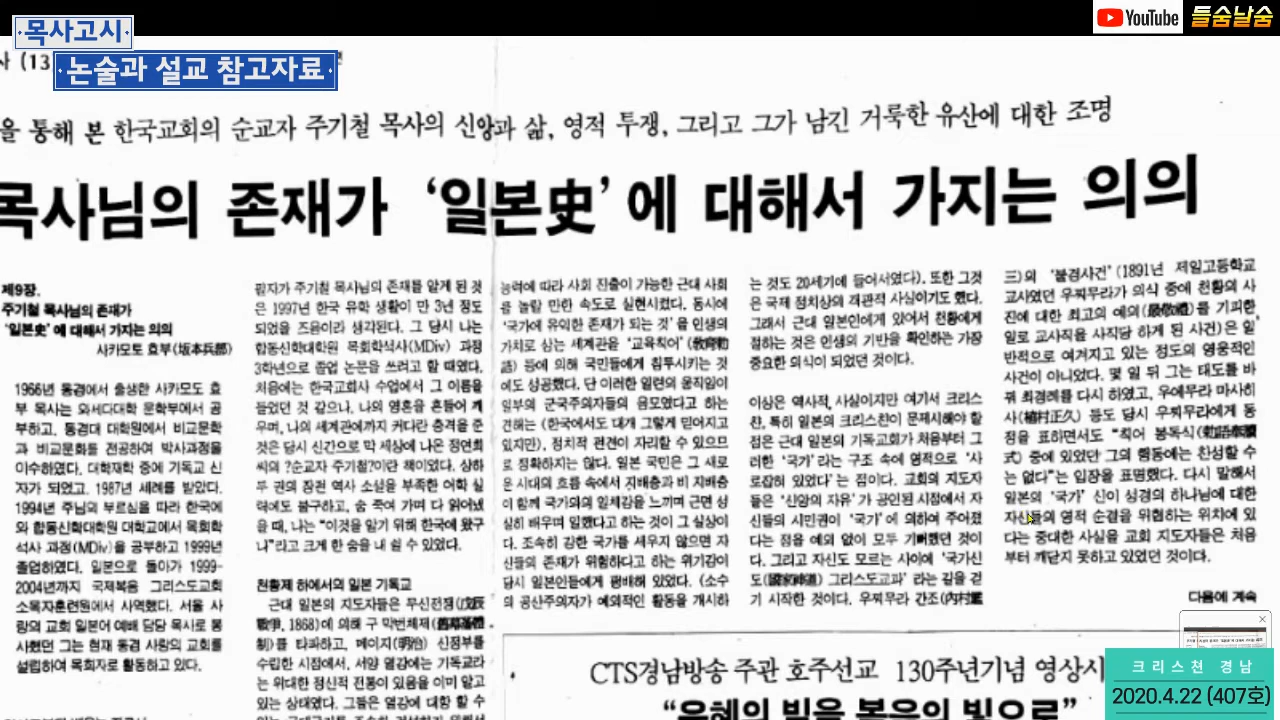 YouTube 들숨날숨
목사고시
논술과 설교 참고자료
사 (13
을 통해 본 한국교회의 순교자 주기철 목사의 신앙과 삶, 영적 투쟁, 그리고 그가 남긴 거룩한 유산에 대한 조명
목사님의 존재가 ‘일본史’에 대해서 가지는 의의
제9장.
주기철 목사님의 존재가
‘일본史’에 대해서 가지는 의의
사카모토 효부(坂本兵部)
1966년 동경에서 출생한 사카모도 효
부 목사는 와세다대학 문학부에서 공
부하고, 동경대 대학원에서 비교문학
과 비교문화를 전공하여 박사과정을
이수하였다. 대학재학 중에 기독교 신
자가 되었고, 1987년 세례를 받았다.
1994년 주님의 부르심을 따라 한국에
와 합동신학대학원 대학교에서 목회학
석사 과정(MDiv)을 공부하고 1999년
졸업하였다. 일본으로 돌아가 1999-
2004년까지 국제복음 그리스도교회
소목자훈련원에서 사역했다. 서울 사
랑의 교회 일본어 예배 담당 목사로 봉
사했던 그는 현재 동경 사랑의 교회를
설립하여 목회자로 활동하고 있다.
필자가 주기철 목사님의 존재를 알게 된 것
은 1997년 한국 유학 생활이 만 3년 정도
되었을 즈음이라 생각된다. 그 당시 나는
합동신학대학원 목회학석사(MDiv) 과정
3학년으로 졸업 논문을 쓰려고 할 때였다.
처음에는 한국교회사 수업에서 그 이름을
들었던 것 같으나, 나의 영혼을 흔들어 깨
우며, 나의 세계관에까지 커다란 충격을 준
것은 당시 신간으로 막 세상에 나온 정연희
씨의 ?순교자 주기철?이란 책이었다. 상하
두 권의 장편 역사 소설을 부족한 어학 실
력에도 불구하고, 숨 죽여 가며 다 읽어냈
을 때, 나는 “이것을 알기 위해 한국에 왔구
나”라고 크게 한 숨을 내 쉴 수 있었다.
천황제 하에서의 일본 기독교
근대 일본의 지도자들은 무신전쟁(戊辰
戰爭, 1868)에 의해 구 막번체제(舊幕藩體
制)를 타파하고, 메이지(明治) 신정부를
수립한 시점에서, 서양 열강에는 기독교라
는 위대한 정신적 전통이 있음을 이미 알고
있는 상태였다. 그들은 열강에 대항 할 수
능력에 따라 사회 진출이 가능한 근대 사회
를 놀랄 만한 속도로 실현시켰다. 동시에
‘국가에 유익한 존재가 되는 것’을 인생의
가치로 삼는 세계관을 ‘교육칙어’(敎育勅
語) 등에 의해 국민들에게 침투시키는 것
에도 성공했다. 단 이러한 일련의 움직임이
일부의 군국주의자들의 음모였다고 하는
견해는 (한국에서도 대개 그렇게 믿어지고
있지만), 정치적 편견이 자리할 수 있으므
로 정확하지는 않다. 일본 국민은 그 새로
운 시대의 흐름 속에서 지배층과 비 지배층
이 함께 국가와의 일체감을 느끼며 근면 성
실히 배우며 일했다고 하는 것이 그 실상이
다. 조속히 강한 국가를 세우지 않으면 자
신들의 존재가 위험하다고 하는 위기감이
당시 일본인들에게 팽배해 있었다. (소수
의 공산주의자가 예외적인 활동을 개시하
는 것도 20세기에 들어서였다). 또한 그것
은 국제 정치상의 객관적 사실이기도 했다.
그래서 근대 일본인에게 있어서 천황에게
절하는 것은 인생의 기반을 확인하는 가장
중요한 의식이 되었던 것이다.
이상은 역사적, 사실이지만 여기서 크리스
찬, 특히 일본의 크리스찬이 문제시해야 할
점은 근대 일본의 기독교회가 처음부터 그
러한 ‘국가’라는 구조 속에 영적으로 ‘사
로잡혀 있었다’는 점이다. 교회의 지도자
들은 ‘신앙의 자유’가 공인된 시점에서 자
신들의 시민권이 ‘국가’에 의하여 주어졌
다는 점을 예외 없이 모두 기뻐했던 것이
다. 그리고 자신도 모르는 사이에 ‘국가신
도(國家神道) 그리스도교파’라는 길을 걷
기 시작한 것이다. 우찌무라 간조(內村鑑
三)의 ‘불경사건’(1891년 제일고등학교
교사였던 우찌무라가 의식 중에 천황의 사
진에 대한 최고의 예의(最敬禮)를 기피한
일로 교사직을 사직당 하게 된 사건)은 일
반적으로 여겨지고 있는 정도의 영웅적인
사건이 아니었다. 몇 일 뒤 그는 태도를 바
꿔 최경례를 다시 하였고, 우에무라 마사히
사(植村正久) 등도 당시 우찌무라에게 동
정을 표하면서도 “칙어 봉독식(勅語奉讀
式) 중에 있었던 그의 행동에는 찬성할 수
는 없다”는 입장을 표명했다. 다시 말해서
일본의 ‘국가’ 신이 성경의 하나님에 대한
자신들의 영적 순결을 위협하는 위치에 있
다는 중대한 사실을 교회 지도자들은 처음
부터 깨닫지 못하고 있었던 것이다.
다음에 계속
CTS경남방송 주관 호주선교 130주년기념 영상시
“은혜의 빛을 복음의 빛으로”
크리스천 경남
2020.4.22 (407호)